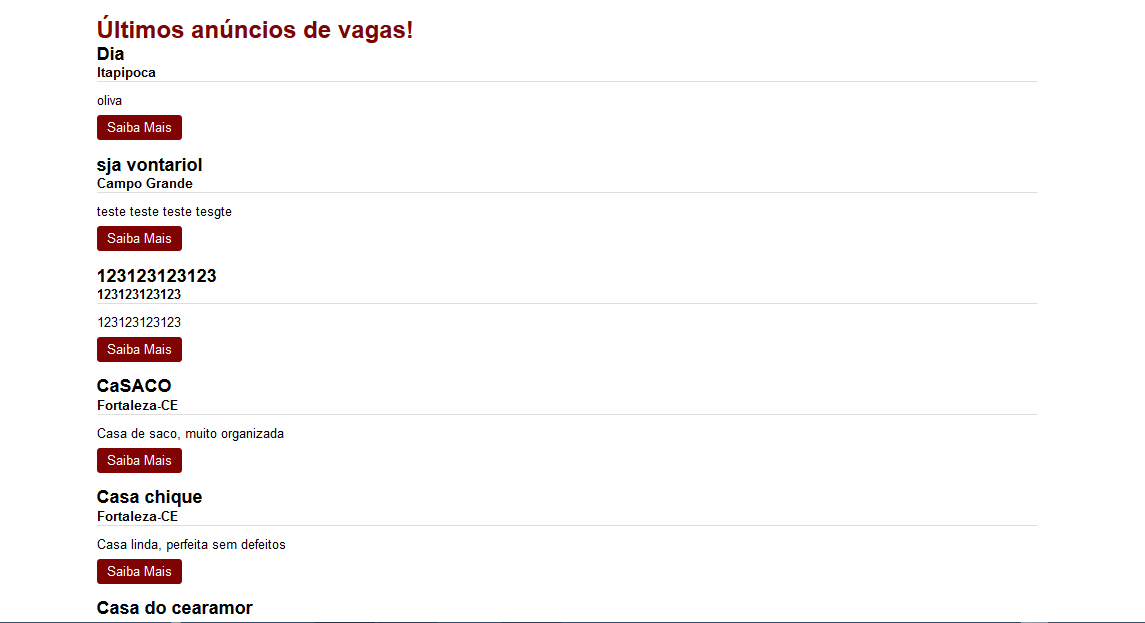 Últimos anúncios de vagas!
Dia
Itapipoca
oliva
Saiba Mais
sja vontariol
Campo Grande
teste teste teste tesgte
Saiba Mais
123123123123
123123123123
123123123123
Saiba Mais
CaSACO
Fortaleza-CE
Casa de saco, muito organizada
Saiba Mais
Casa chique
Fortaleza-CE
Casa linda, perfeita sem defeitos
Saiba Mais
Casa do cearamor